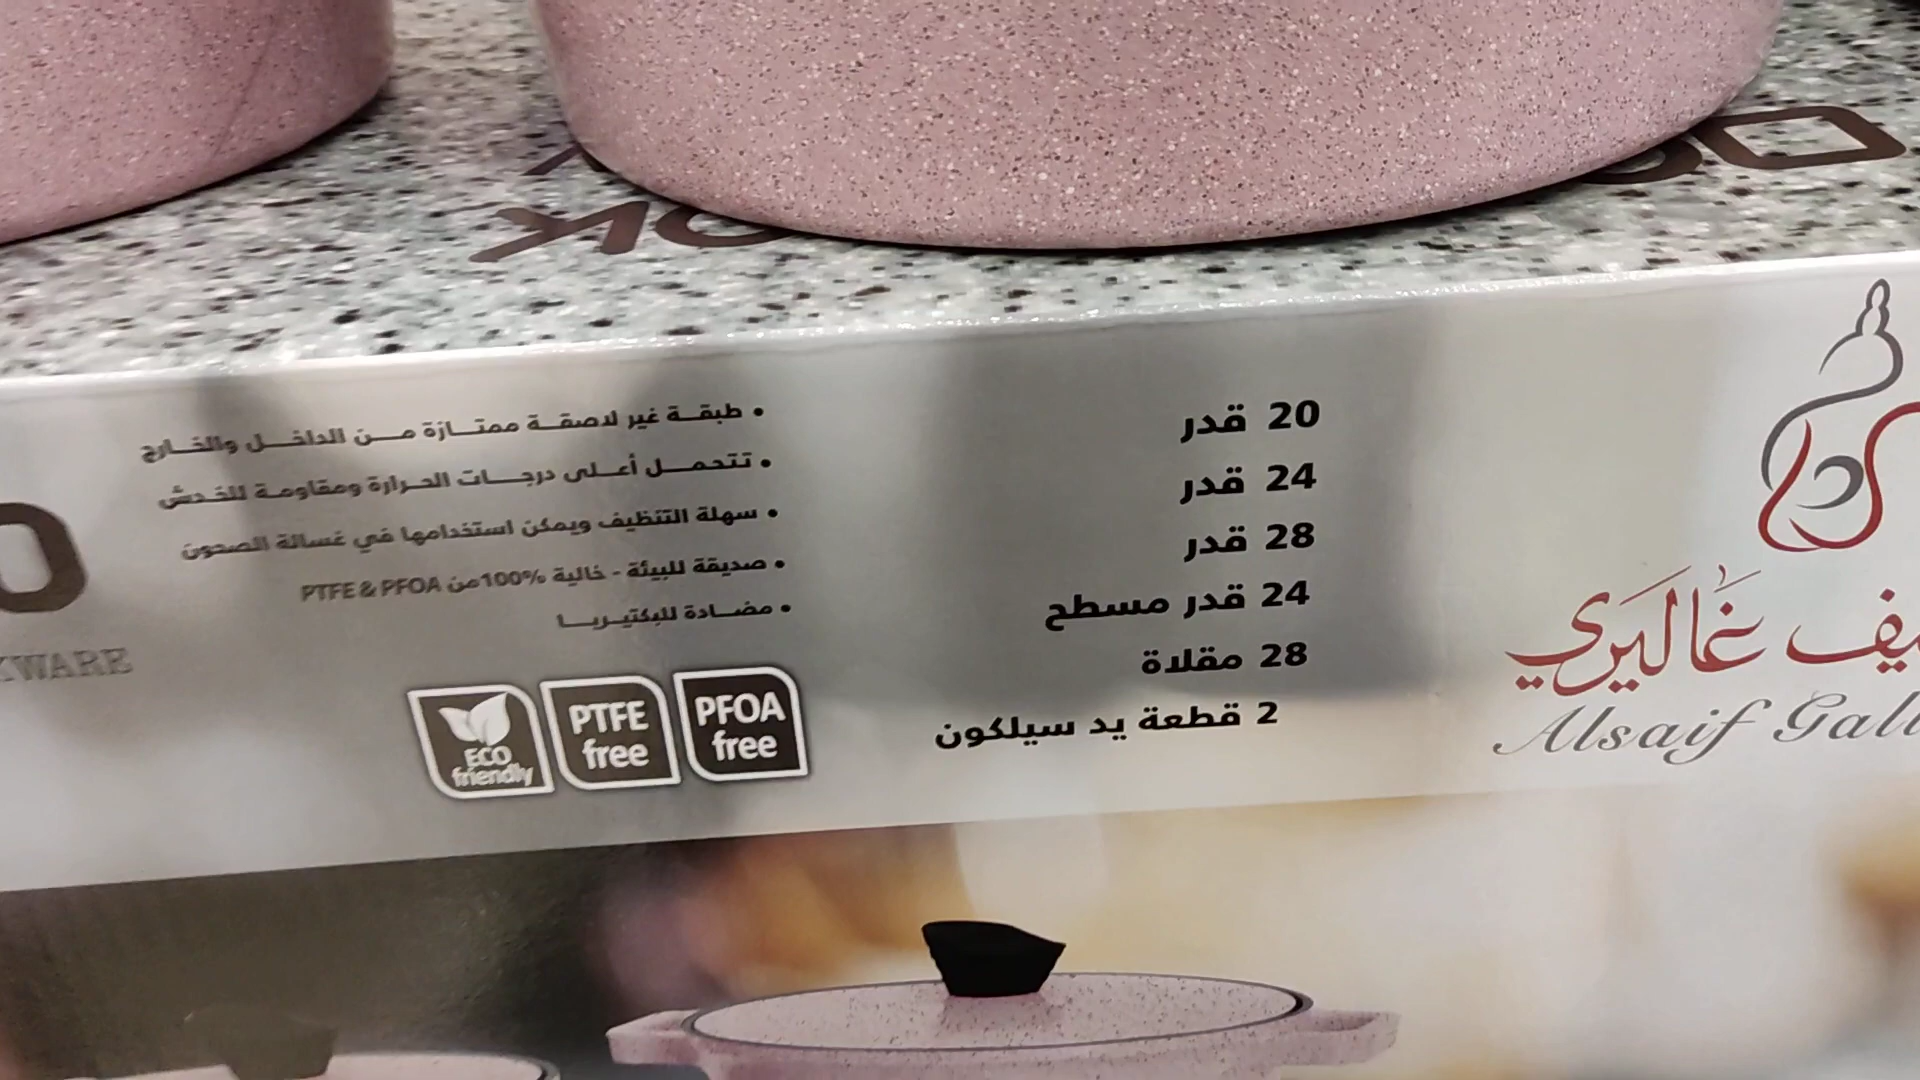 20 قدر
24 قدر
28 قدر
24 قدر مسطح
28 مقلاة
2 قطعة يد سيلكون
• طبقة غير لاصقة ممتازة من الداخل والخارج
• تتحمل أعلى درجات الحرارة ومقاومة للخدش
• سهلة التنظيف ويمكن استخدامها في غسالة الصحون
• صديقة للبيئة - خالية 100% من PTFE & PFOA
• مضادة للبكتيريا
ECO friendly
PTFE free
PFOA free
غاليري
Alsaif